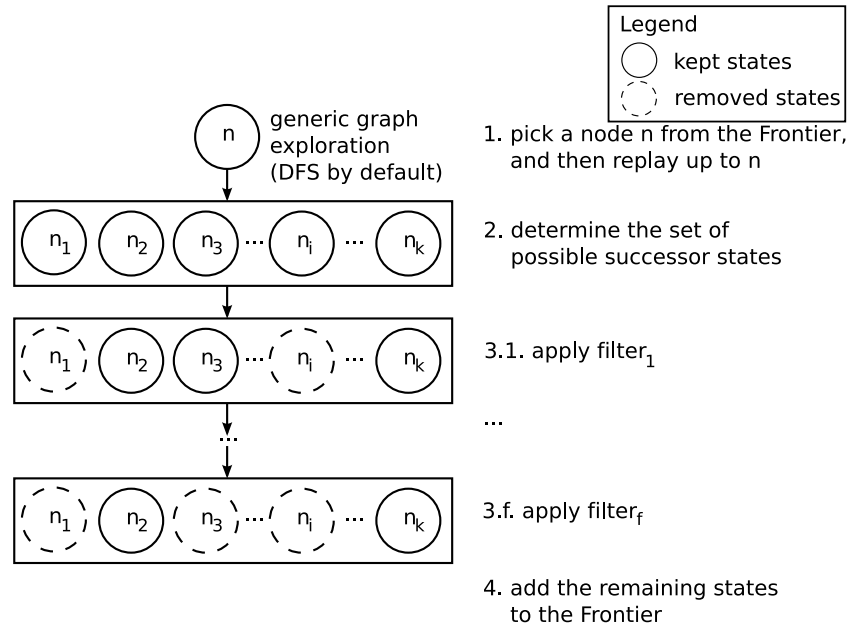 Legend
kept states
removed states
n
generic graph
exploration
(DFS by default)
1. pick a node n from the Frontier,
and then replay up to n
n1 n2 n3 ... ni ... nk
2. determine the set of
possible successor states
n1 n2 n3 ... ni ... nk
3.1. apply filter1
...
...
n1 n2 n3 ... ni ... nk
3.f. apply filterf
4. add the remaining states
to the Frontier